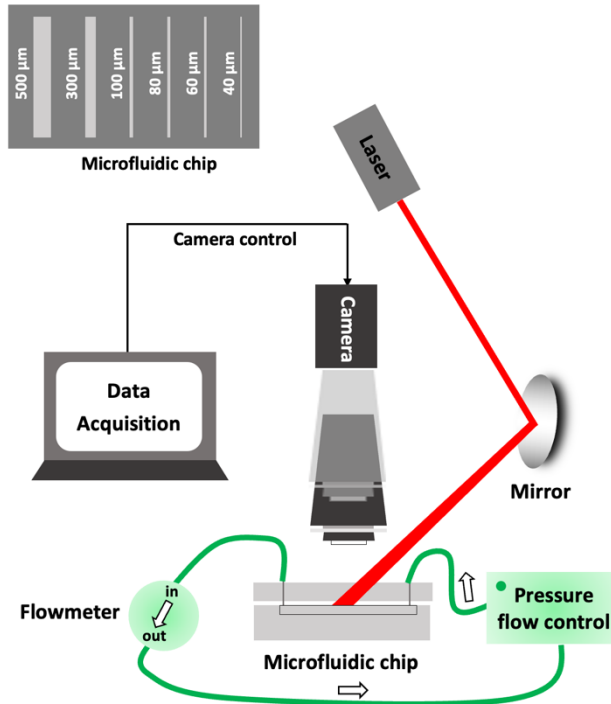 500 µm
300 µm
100 µm
80 µm
60 µm
40 µm
Microfluidic chip
Laser
Camera control
Camera
Data
Acquisition
Mirror
Flowmeter
in
out
Pressure
flow control
Microfluidic chip